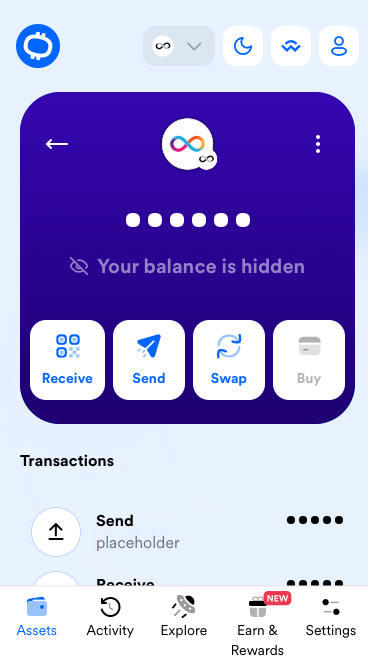 Your balance is hidden
Receive
Send
Swap
Buy
Transactions
Send
placeholder
Receive
NEW
Assets
Activity
Explore
Earn &
Rewards
Settings